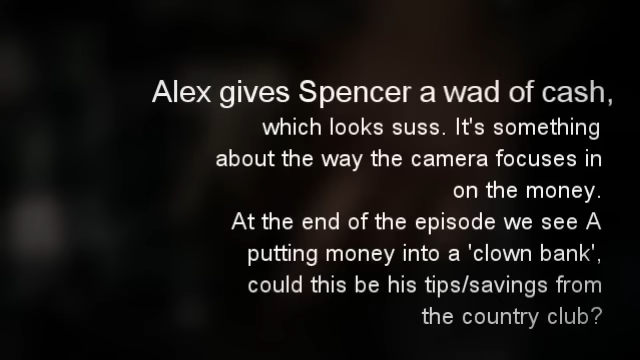 Alex gives Spencer a wad of cash,
which looks suss. It's something
about the way the camera focuses in
on the money.
At the end of the episode we see A
putting money into a 'clown bank',
could this be his tips/savings from
the country club?